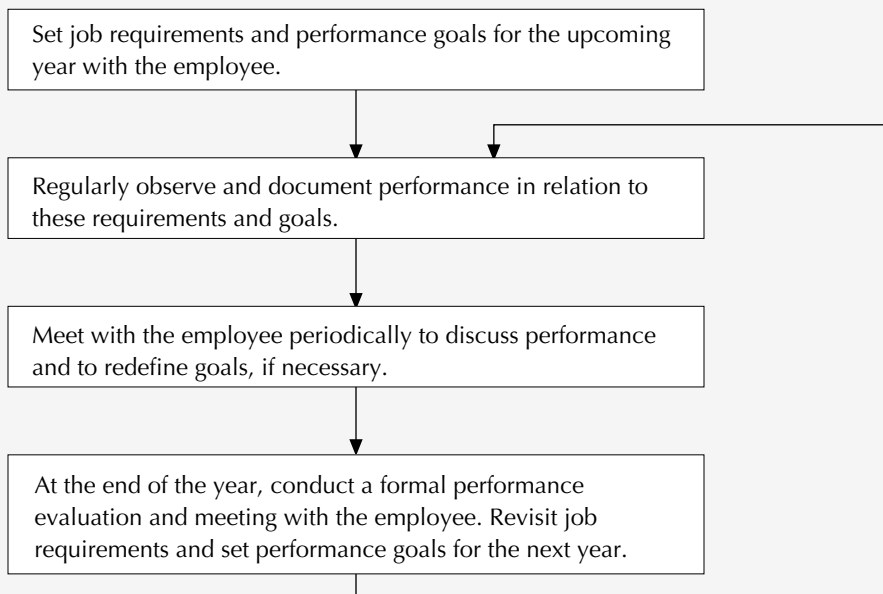 Set job requirements and performance goals for the upcoming
year with the employee.
Regularly observe and document performance in relation to
these requirements and goals.
Meet with the employee periodically to discuss performance
and to redefine goals, if necessary.
At the end of the year, conduct a formal performance
evaluation and meeting with the employee. Revisit job
requirements and set performance goals for the next year.